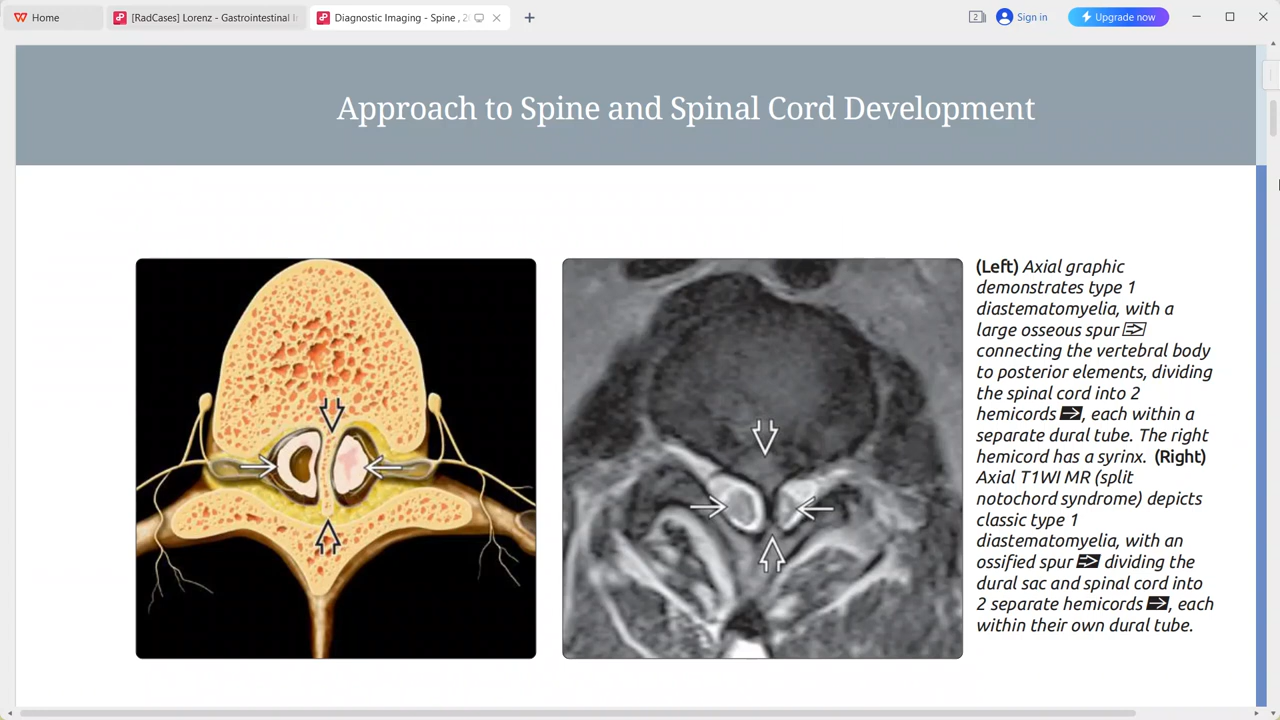 Home
[RadCases] Lorenz - Gastrointestinal
Diagnostic Imaging - Spine , 2
2
Sign in
Upgrade now
Approach to Spine and Spinal Cord Development
(Left) Axial graphic
demonstrates type 1
diastematomyelia, with a
large osseous spur
connecting the vertebral body
to posterior elements, dividing
the spinal cord into 2
hemicords , each within a
separate dural tube. The right
hemicord has a syrinx. (Right)
Axial T1WI MR (split
notochord syndrome) depicts
classic type 1
diastematomyelia, with an
ossified spur dividing the
dural sac and spinal cord into
2 separate hemicords , each
within their own dural tube.